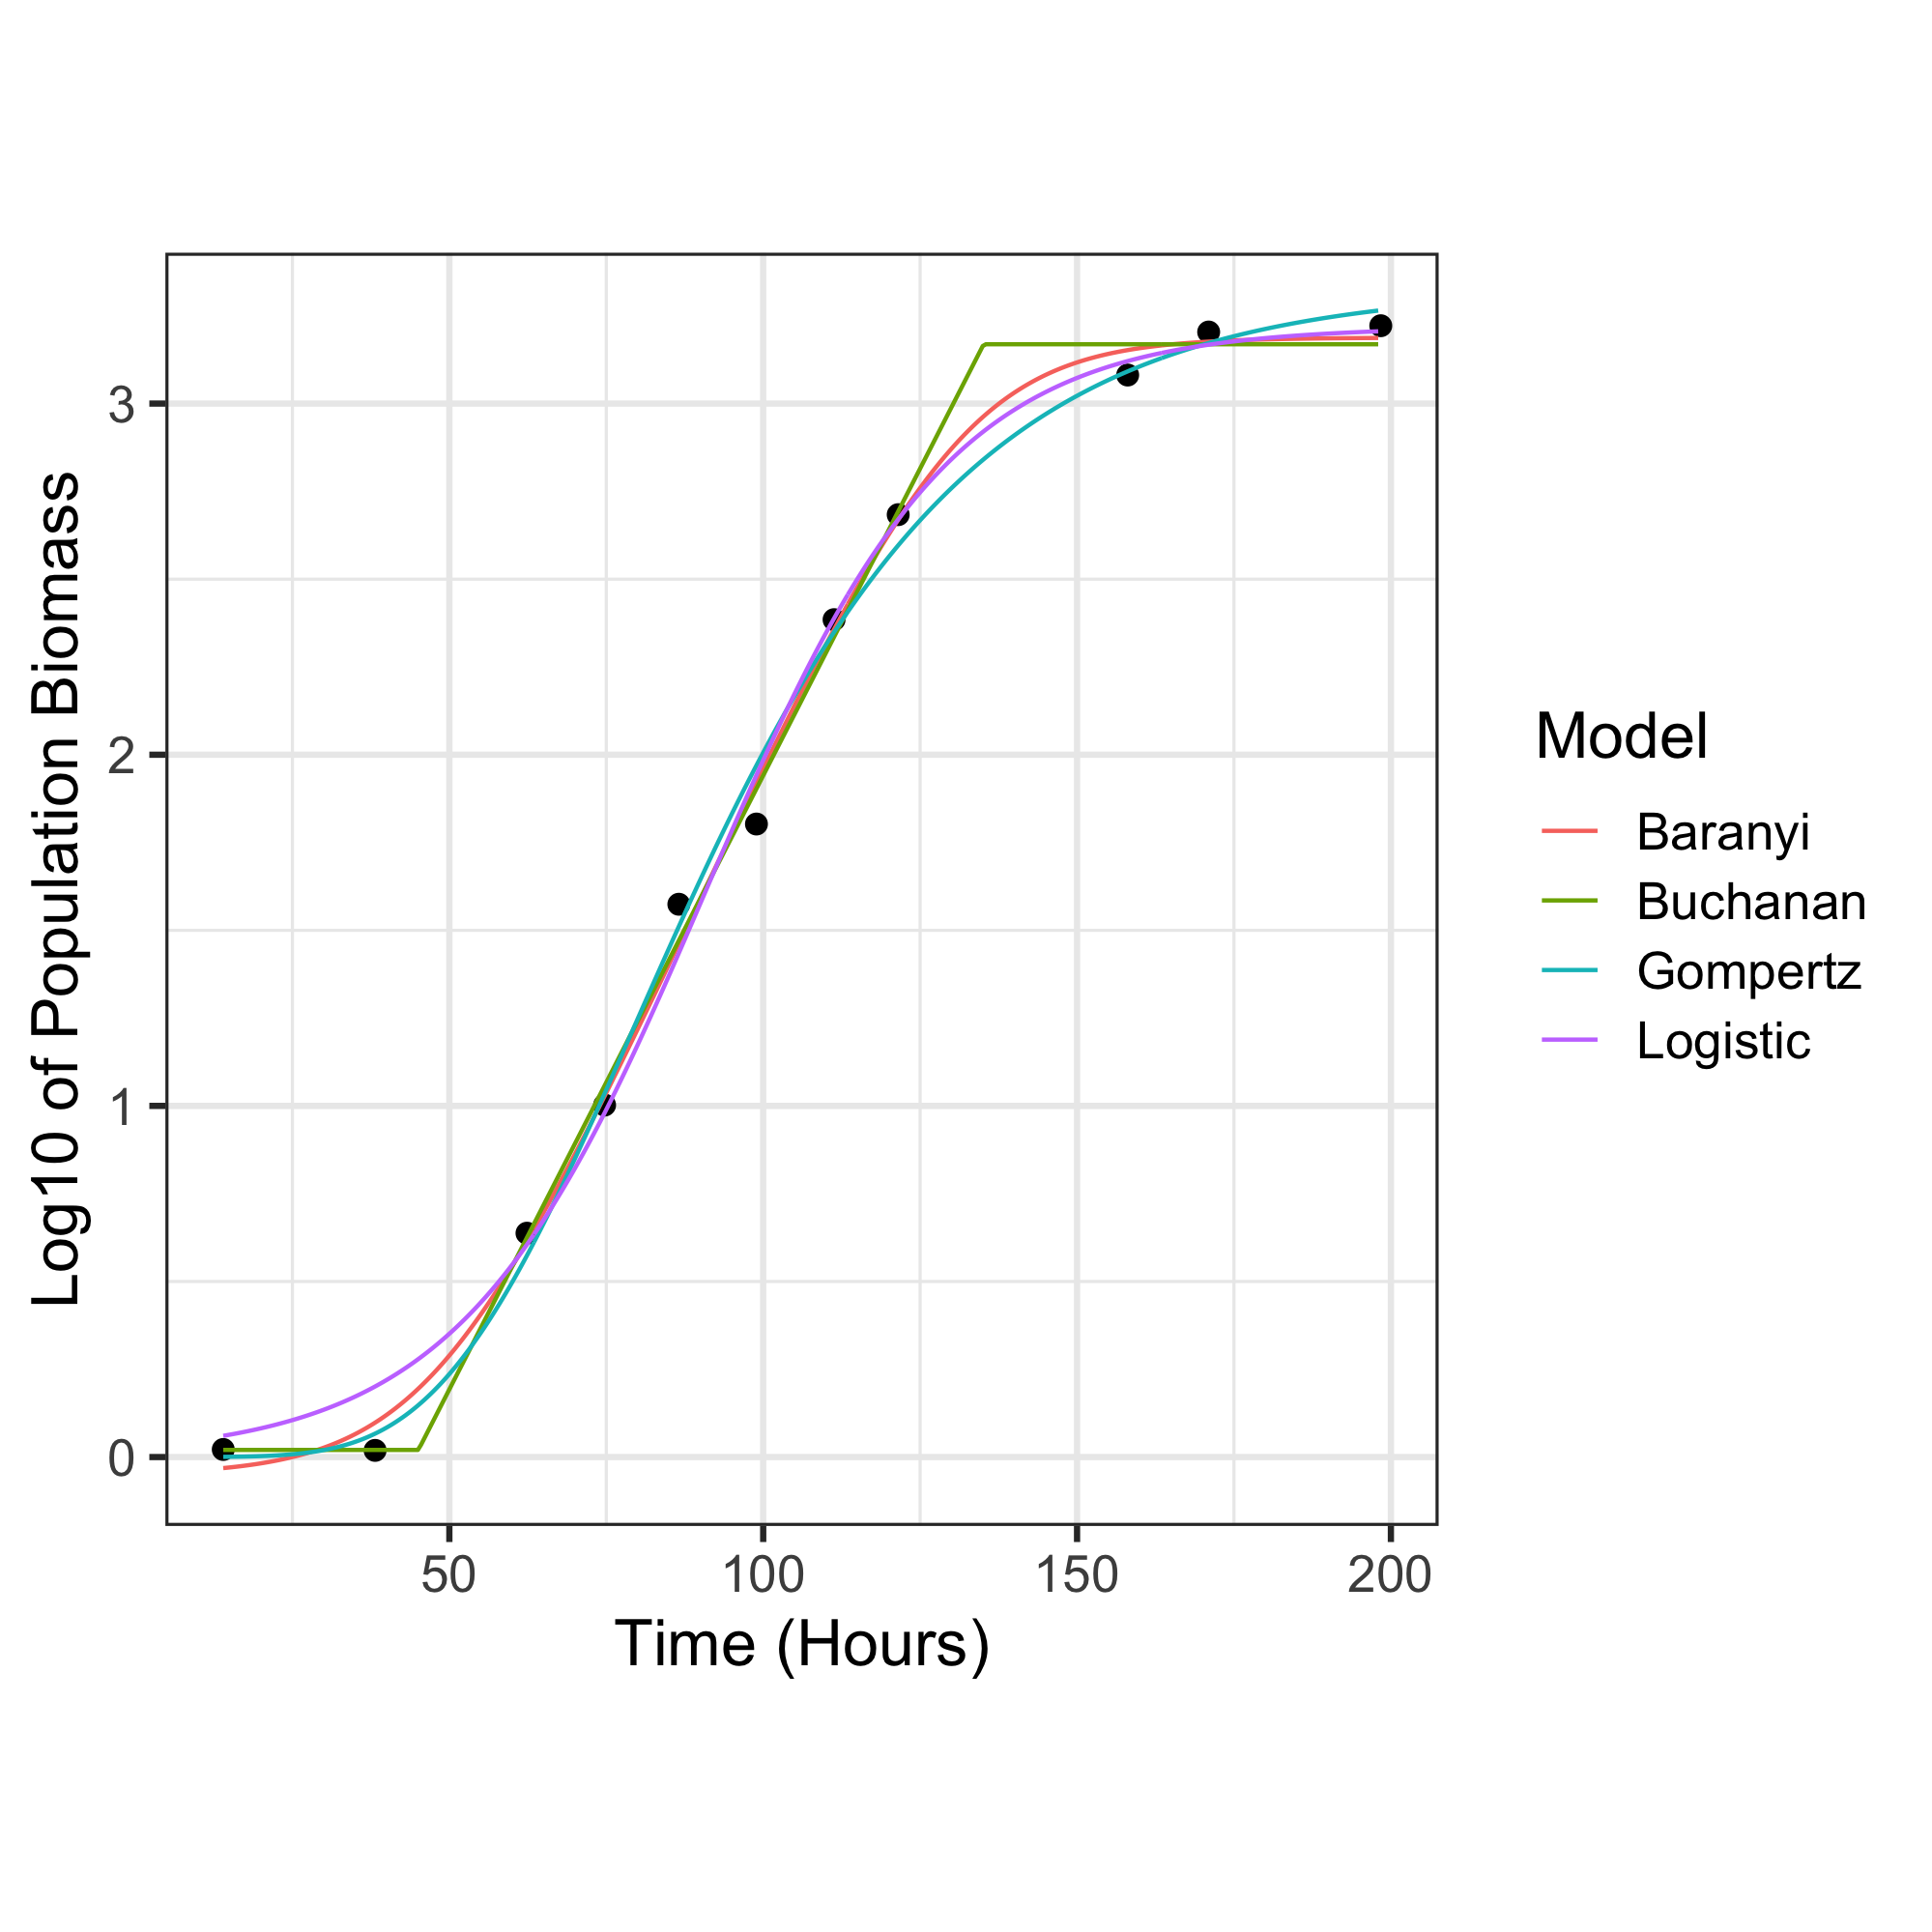 Log10 of Population Biomass
3
2
1
0
50 100 150 200
Time (Hours)
Model
Baranyi
Buchanan
Gompertz
Logistic